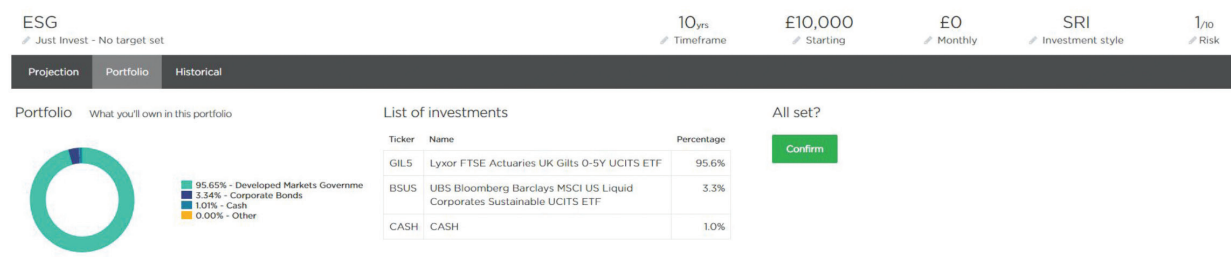 ESG
Just Invest - No target set
10yrs
Timeframe
£10,000
Starting
£0
Monthly
SRI
Investment style
1/10
Risk
Projection Portfolio Historical
Portfolio What you'll own in this portfolio
95.65% - Developed Markets Governme
3.34% - Corporate Bonds
1.01% - Cash
0.00% - Other
List of investments
Ticker Name Percentage
GIL5 Lyxor FTSE Actuaries UK Gilts 0-5Y UCITS ETF 95.6%
BSUS UBS Bloomberg Barclays MSCI US Liquid 3.3%
Corporates Sustainable UCITS ETF
CASH CASH 1.0%
All set?
Confirm